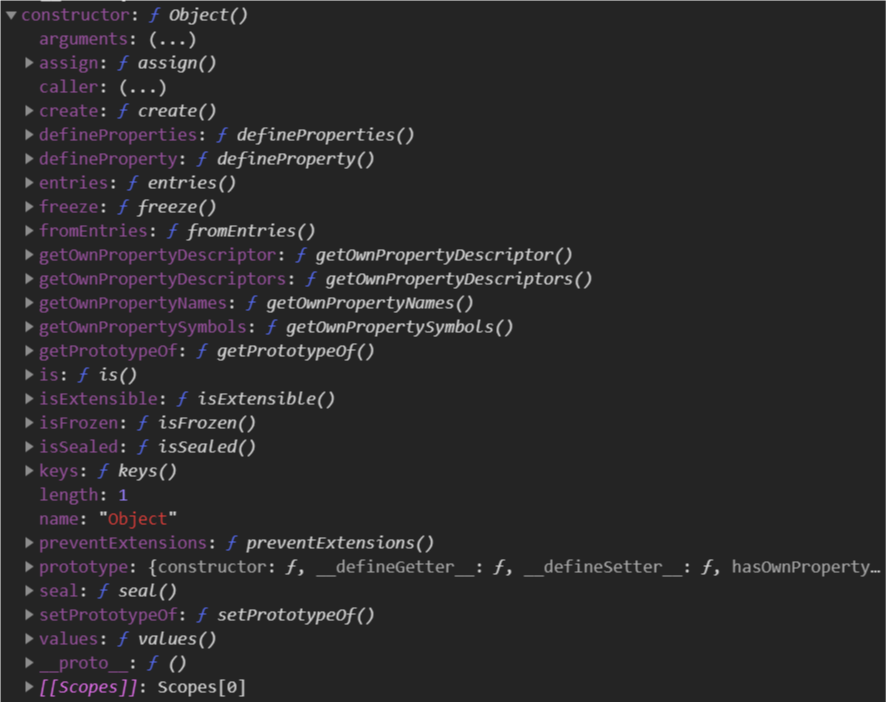 ▼constructor: ƒ Object()
arguments: (...)
▶assign: ƒ assign()
caller: (...)
▶create: ƒ create()
▶defineProperties: ƒ defineProperties()
▶defineProperty: ƒ defineProperty()
▶entries: ƒ entries()
▶freeze: ƒ freeze()
▶fromEntries: ƒ fromEntries()
▶getOwnPropertyDescriptor: ƒ getOwnPropertyDescriptor()
▶getOwnPropertyDescriptors: ƒ getOwnPropertyDescriptors()
▶getOwnPropertyNames: ƒ getOwnPropertyNames()
▶getOwnPropertySymbols: ƒ getOwnPropertySymbols()
▶getPrototypeOf: ƒ getPrototypeOf()
▶is: ƒ is()
▶isExtensible: ƒ isExtensible()
▶isFrozen: ƒ isFrozen()
▶isSealed: ƒ isSealed()
▶keys: ƒ keys()
length: 1
name: "Object"
▶preventExtensions: ƒ preventExtensions()
▶prototype: {constructor: ƒ, __defineGetter__: ƒ, __defineSetter__: ƒ, hasOwnProperty…
▶seal: ƒ seal()
▶setPrototypeOf: ƒ setPrototypeOf()
▶values: ƒ values()
▶__proto__: ƒ ()
▶[[Scopes]]: Scopes[0]